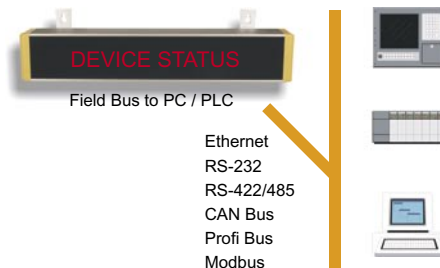 DEVICE STATUS
Field Bus to PC / PLC
Ethernet
RS-232
RS-422/485
CAN Bus
Profi Bus
Modbus